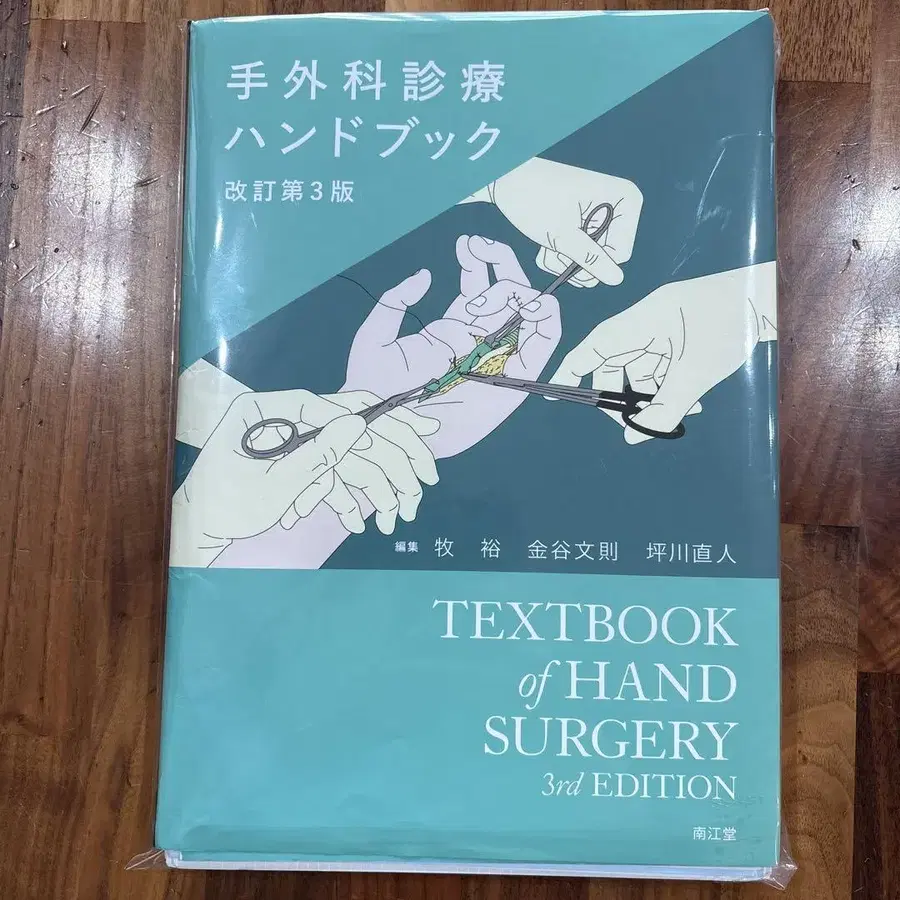 手外科診療
ハンドブック
改訂第3版
編集 牧 裕 金谷文則 坪川直人
TEXTBOOK
of HAND
SURGERY
3rd EDITION
南江堂